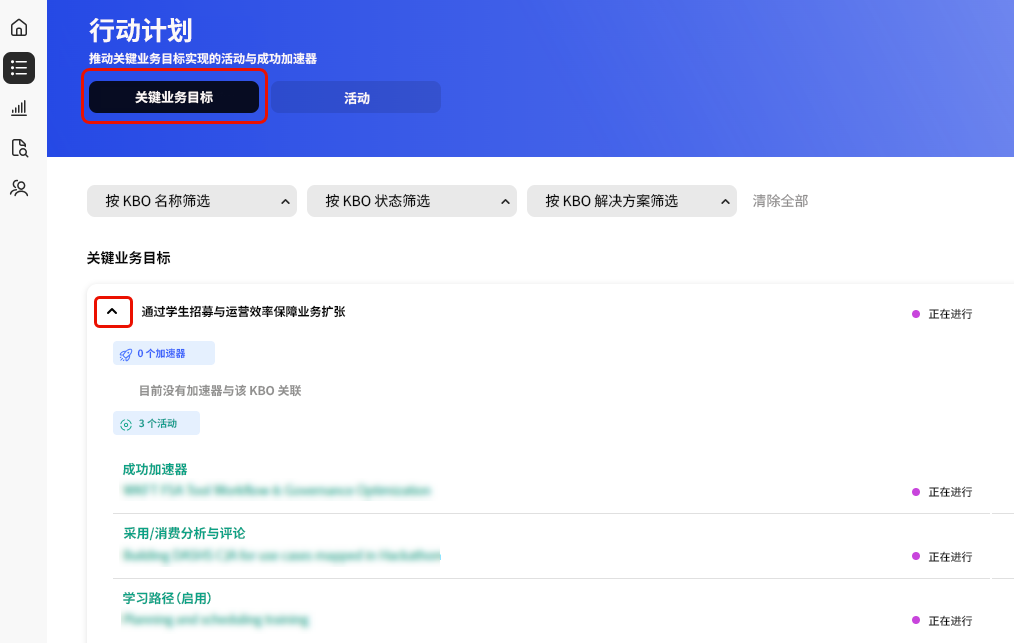 行动计划
推动关键业务目标实现的活动与成功加速器
关键业务目标
活动
按 KBO 名称筛选
按 KBO 状态筛选
按 KBO 解决方案筛选
清除全部
关键业务目标
通过学生招募与运营效率保障业务扩张
正在进行
0 个加速器
目前没有加速器与该 KBO 关联
3 个活动
成功加速器
正在进行
采用/消费分析与评论
正在进行
学习路径（启用）
正在进行